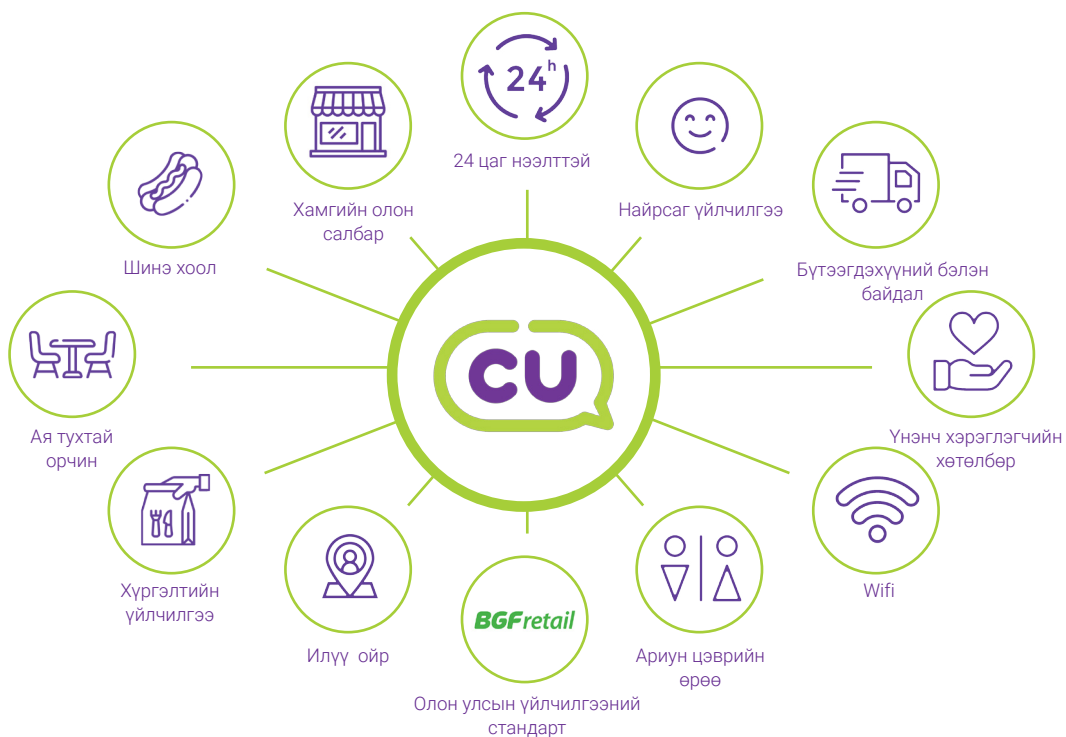 24h
24 цаг нээлттэй
Хамгийн олон
салбар
Найрсаг үйлчилгээ
Шинэ хоол
Бүтээгдэхүүний бэлэн
байдал
CU
Ая тухтай
орчин
Үнэнч хэрэглэгчийн
хөтөлбөр
Хүргэлтийн
үйлчилгээ
Wifi
Илүү ойр
BGFretail
Ариун цэврийн
өрөө
Олон улсын үйлчилгээний
стандарт